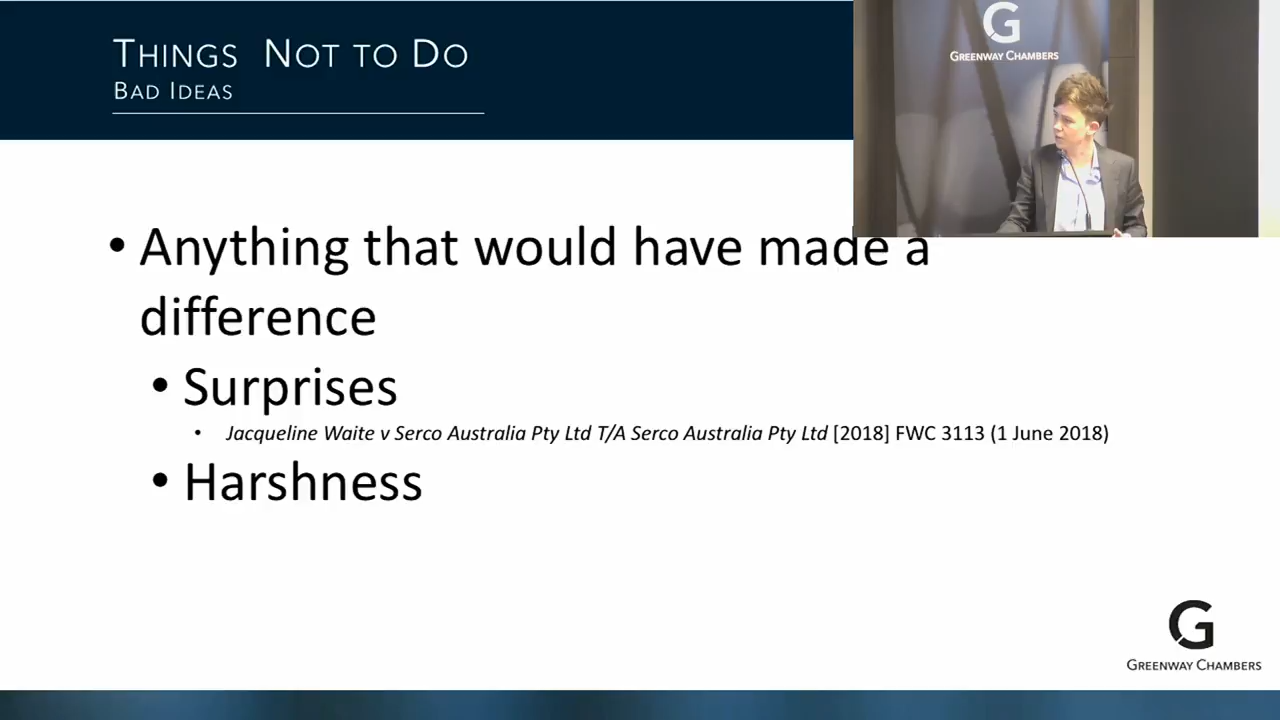 THINGS NOT TO DO
BAD IDEAS
G
GREENWAY CHAMBERS
• Anything that would have made a
difference
• Surprises
• Jacqueline Waite v Serco Australia Pty Ltd T/A Serco Australia Pty Ltd [2018] FWC 3113 (1 June 2018)
• Harshness
G
GREENWAY CHAMBERS